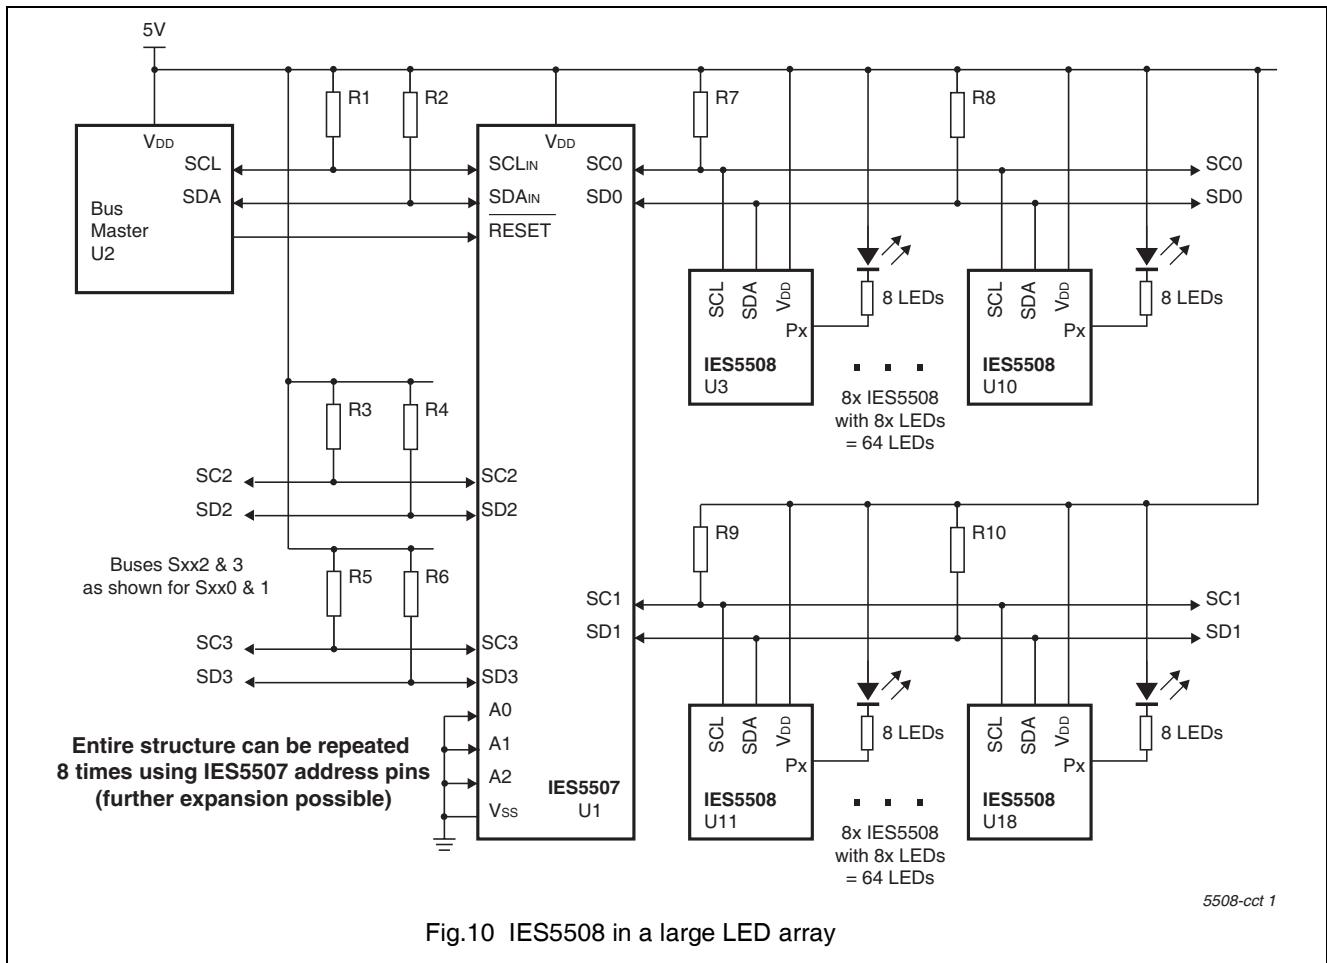 5V
R1
R2
R7
R8
VDD
SCL
SDA
Bus
Master
U2
VDD
SCLIN
SDAIN
RESET
SC0
SD0
SC0
SD0
SCL
SDA
VDD
Px
IES5508
U3
8 LEDs
8x IES5508
with 8x LEDs
= 64 LEDs
SCL
SDA
VDD
Px
IES5508
U10
8 LEDs
R3
R4
SC2
SD2
SC2
SD2
Buses Sxx2 & 3
as shown for Sxx0 & 1
R5
R6
SC3
SD3
SC3
SD3
A0
A1
A2
VSS
IES5507
U1
Entire structure can be repeated
8 times using IES5507 address pins
(further expansion possible)
R9
R10
SC1
SD1
SC1
SD1
SCL
SDA
VDD
Px
IES5508
U11
8 LEDs
8x IES5508
with 8x LEDs
= 64 LEDs
SCL
SDA
VDD
Px
IES5508
U18
8 LEDs
5508-cct 1
Fig.10 IES5508 in a large LED array